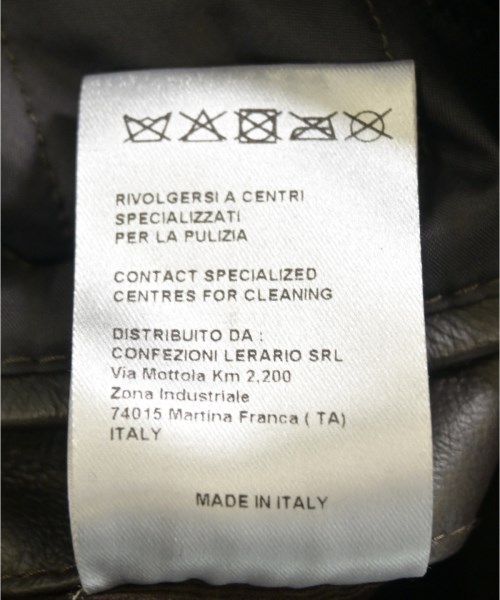 RIVOLGERSI A CENTRI
SPECIALIZZATI
PER LA PULIZIA
CONTACT SPECIALIZED
CENTRES FOR CLEANING
DISTRIBUITO DA :
CONFEZIONI LERARIO SRL
Via Mottola Km 2,200
Zona Industriale
74015 Martina Franca ( TA)
ITALY
MADE IN ITALY